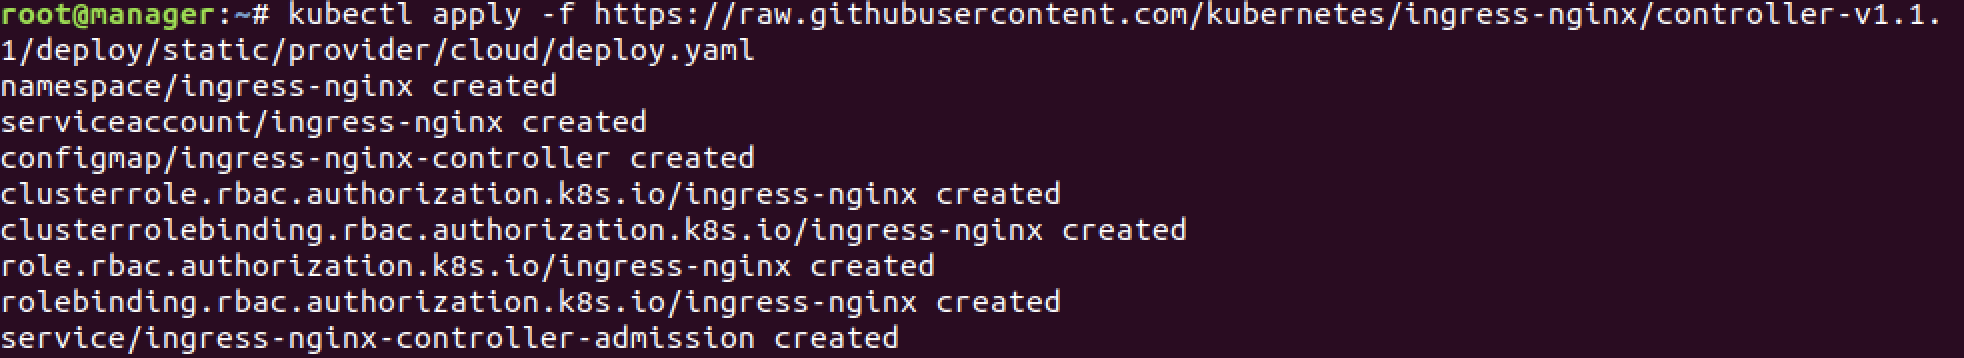 root@manager:~# kubectl apply -f https://raw.githubusercontent.com/kubernetes/ingress-nginx/controller-v1.1.
1/deploy/static/provider/cloud/deploy.yaml
namespace/ingress-nginx created
serviceaccount/ingress-nginx created
configmap/ingress-nginx-controller created
clusterrole.rbac.authorization.k8s.io/ingress-nginx created
clusterrolebinding.rbac.authorization.k8s.io/ingress-nginx created
role.rbac.authorization.k8s.io/ingress-nginx created
rolebinding.rbac.authorization.k8s.io/ingress-nginx created
service/ingress-nginx-controller-admission created